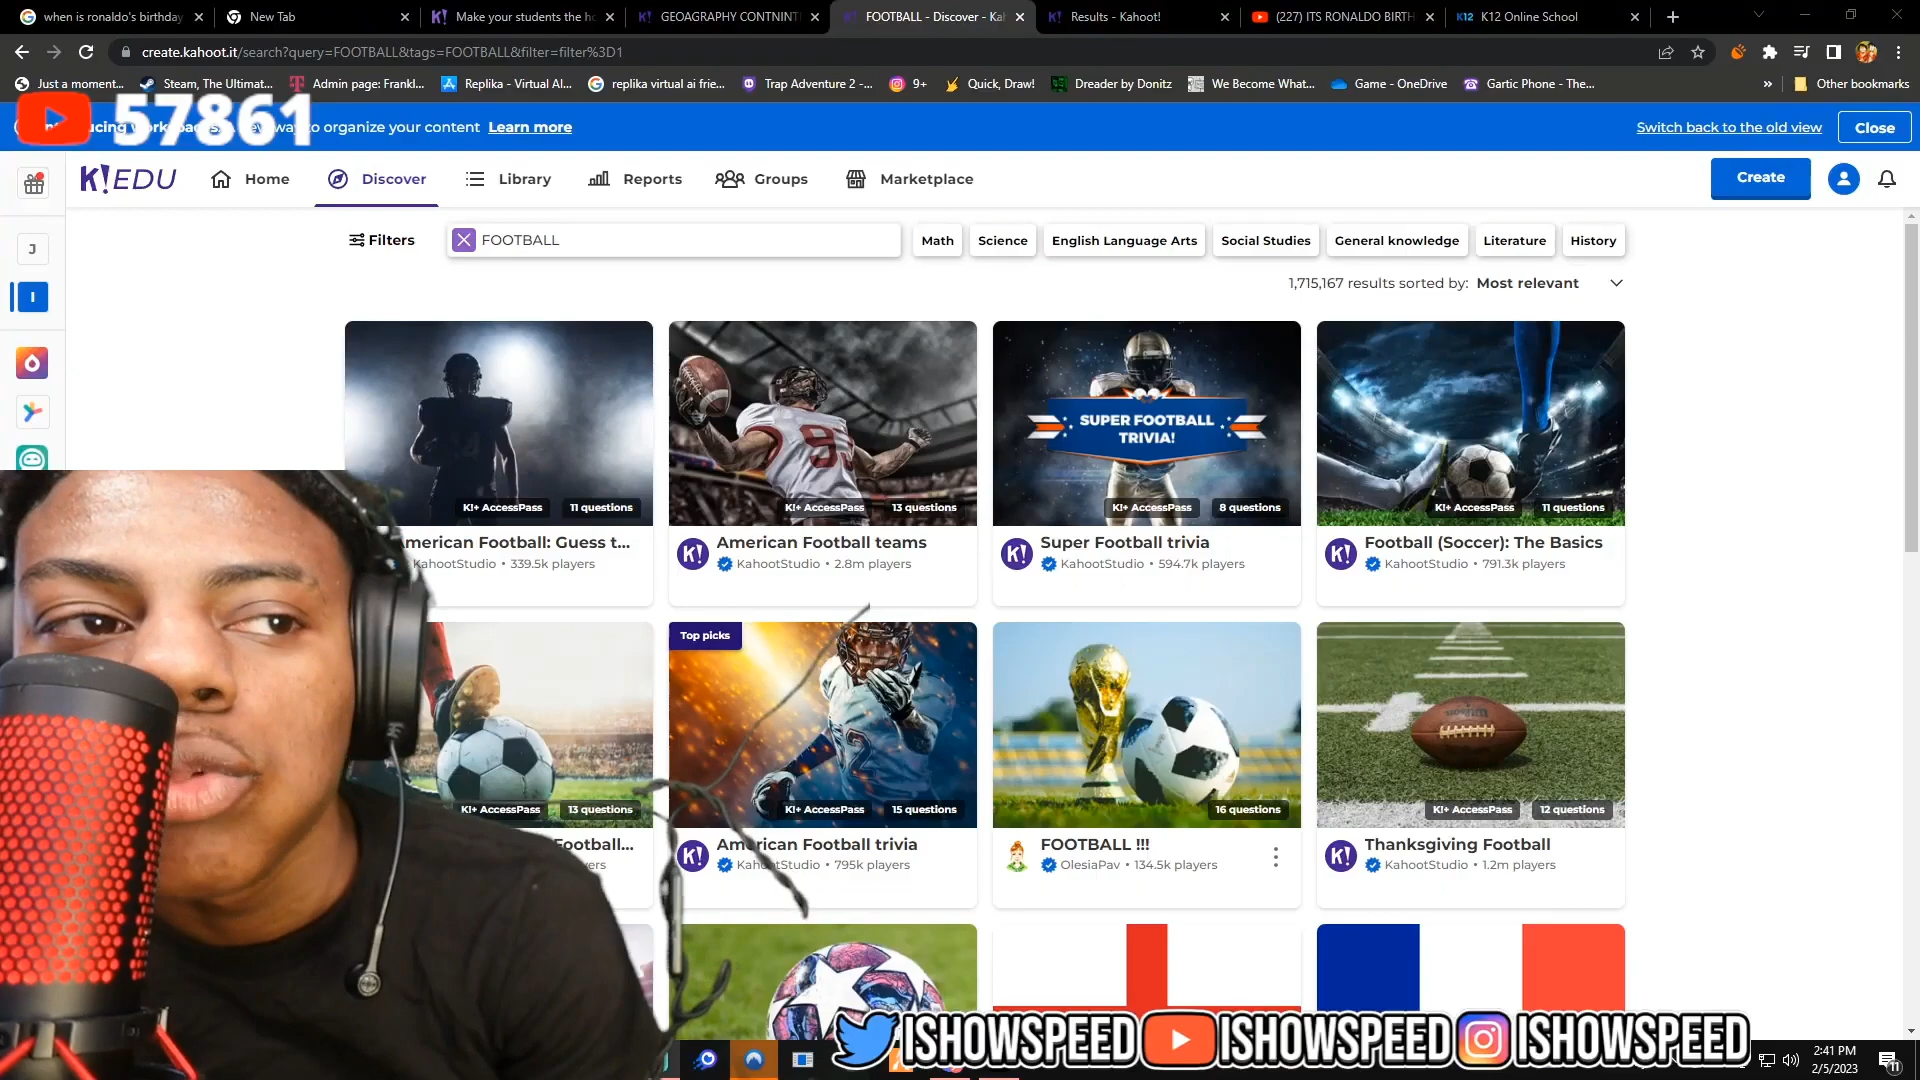 when is ronaldo's birthday
New Tab
Make your students the ho
GEOAGRAPHY CONTNINTI
FOOTBALL - Discover - Kah
Results - Kahoot!
(227) ITS RONALDO BIRTH
K12 Online School
create.kahoot.it/search?query=FOOTBALL&tags=FOOTBALL&filter=filter%3D1
Just a moment...
Steam, The Ultimat...
Admin page: Frankl...
Replika - Virtual Al...
replika virtual ai frie...
Trap Adventure 2 -...
9+
Quick, Draw!
Dreader by Donitz
We Become What...
Game - OneDrive
Gartic Phone - The...
Other bookmarks
57861
to organize your content Learn more
Switch back to the old view
Close
K!EDU
Home
Discover
Library
Reports
Groups
Marketplace
Create
J
I
Filters
FOOTBALL
Math
Science
English Language Arts
Social Studies
General knowledge
Literature
History
1,715,167 results sorted by: Most relevant
K!+ AccessPass 11 questions
K!+ AccessPass 13 questions
SUPER FOOTBALL
TRIVIA!
K!+ AccessPass 8 questions
K!+ AccessPass 11 questions
American Football: Guess t...
KahootStudio • 339.5k players
K!
American Football teams
KahootStudio • 2.8m players
K!
Super Football trivia
KahootStudio • 594.7k players
K!
Football (Soccer): The Basics
KahootStudio • 791.3k players
K!+ AccessPass 13 questions
Top picks
K!+ AccessPass 15 questions
16 questions
K!+ AccessPass 12 questions
Football...
yers
K!
American Football trivia
KahootStudio • 795k players
FOOTBALL !!!
OlesiaPav • 134.5k players
K!
Thanksgiving Football
KahootStudio • 1.2m players
ISHOWSPEED
ISHOWSPEED
ISHOWSPEED
2:41 PM
2/5/2023
11